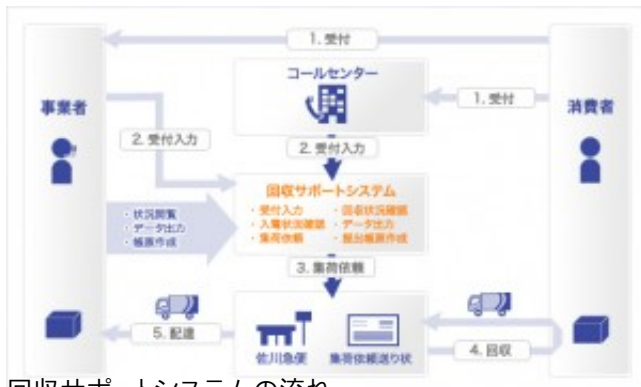 1. 受付
コールセンター
事業者
1. 受付
消費者
2. 受付入力
2. 受付入力
回収サポートシステム
・受付入力 ・回収状況確認
・入電状況確認 ・データ出力
・集荷依頼 ・提出帳票作成
・状況閲覧
・データ出力
・帳票作成
3. 集荷依頼
5. 配達
佐川急便
集荷依頼送り状
4. 回収
回収サポートシステムの流れ